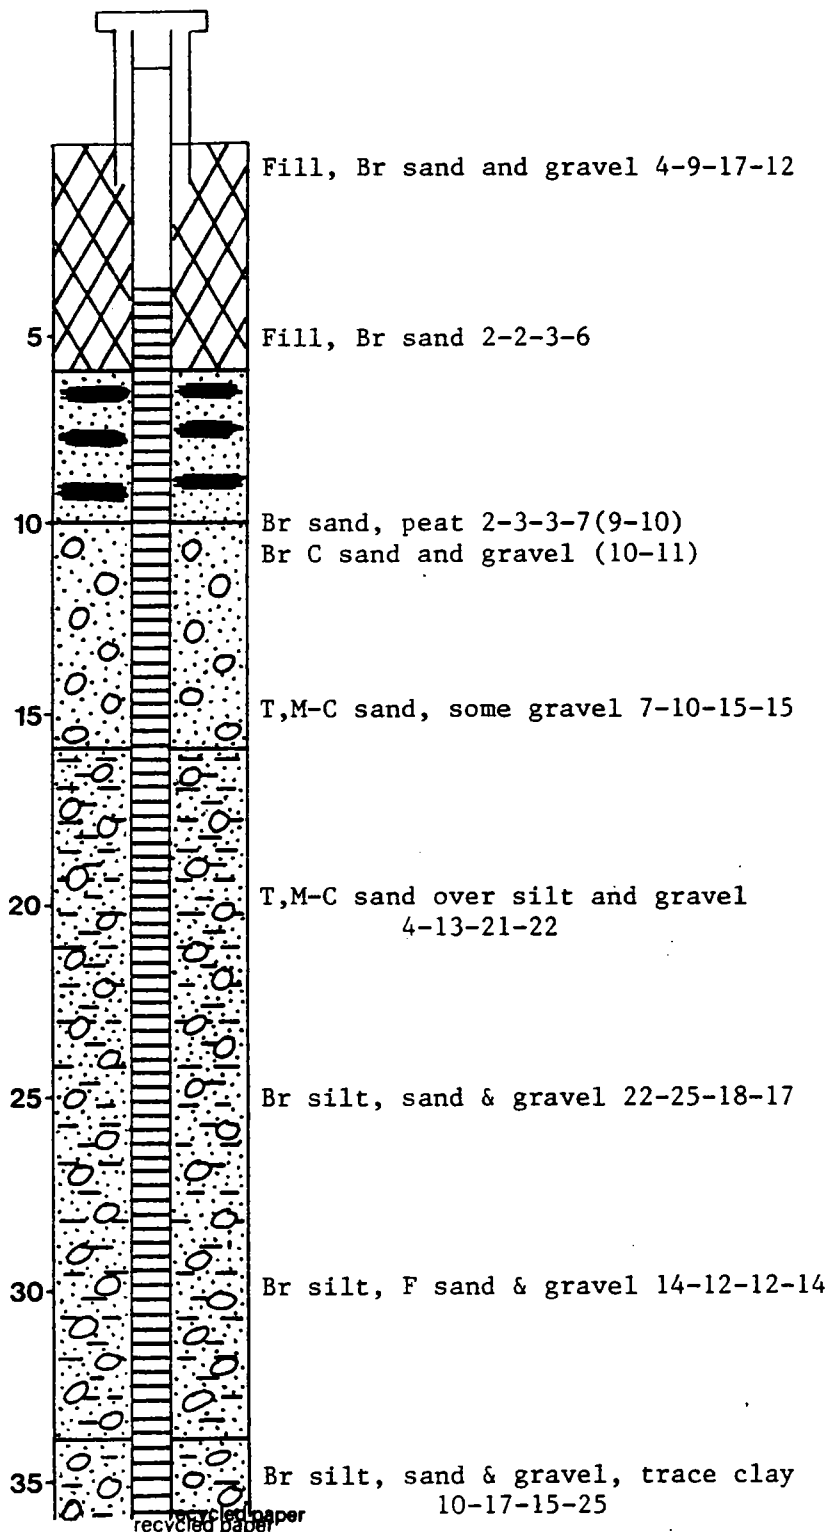 Fill, Br sand and gravel 4-9-17-12
5
Fill, Br sand 2-2-3-6
10
Br sand, peat 2-3-3-7(9-10)
Br C sand and gravel (10-11)
15
T,M-C sand, some gravel 7-10-15-15
20
T,M-C sand over silt and gravel
4-13-21-22
25
Br silt, sand & gravel 22-25-18-17
30
Br silt, F sand & gravel 14-12-12-14
35
Br silt, sand & gravel, trace clay
10-17-15-25
recycled paper
recycled paper